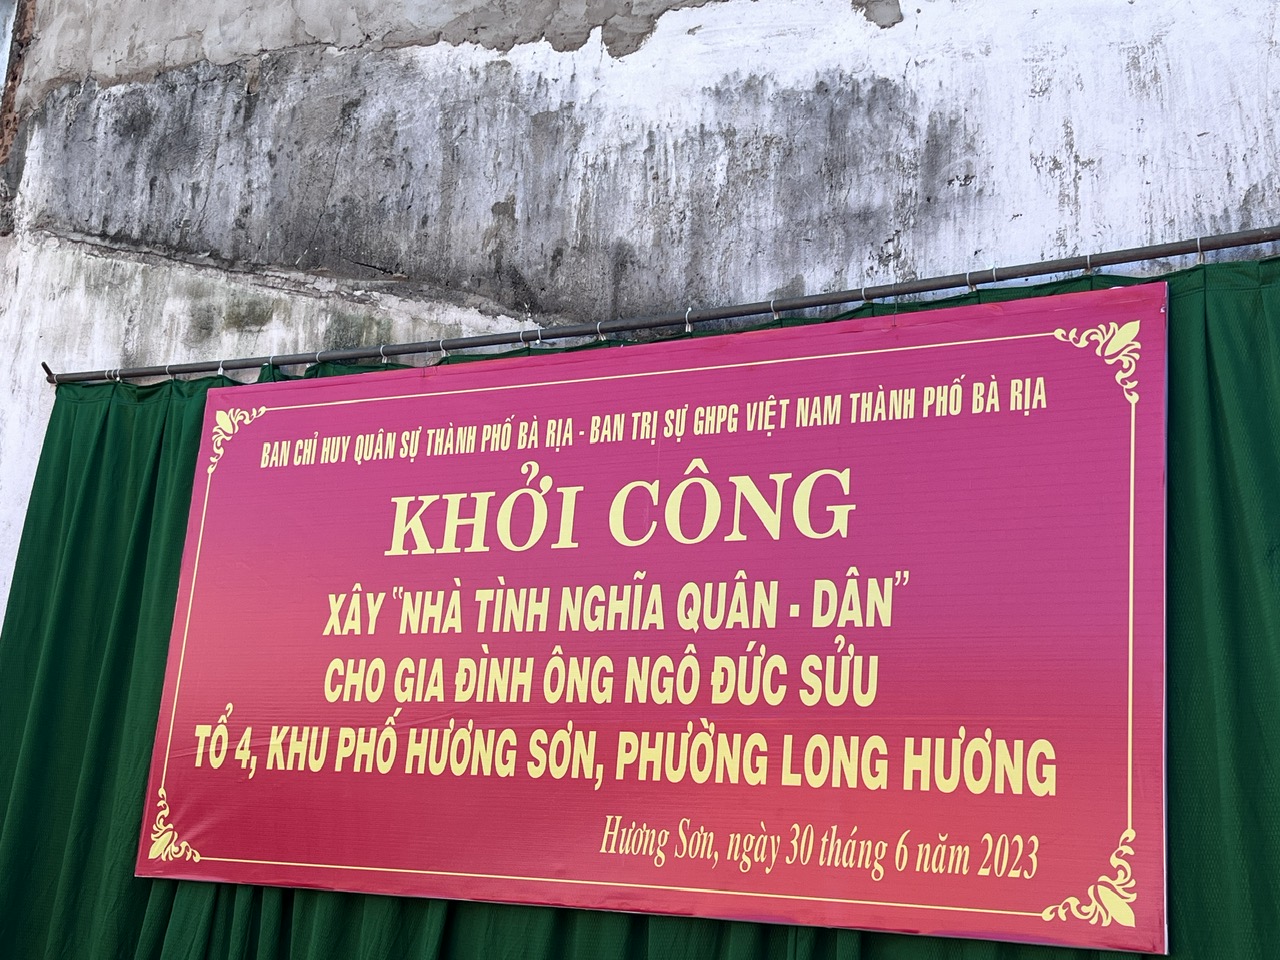 BAN CHỈ HUY QUÂN SỰ THÀNH PHỐ BÀ RỊA - BAN TRỊ SỰ GHPG VIỆT NAM THÀNH PHỐ BÀ RỊA
KHỞI CÔNG
XÂY "NHÀ TÌNH NGHĨA QUÂN - DÂN"
CHO GIA ĐÌNH ÔNG NGÔ ĐỨC SỬU
TỔ 4, KHU PHỐ HƯƠNG SƠN, PHƯỜNG LONG HƯƠNG
Hương Sơn, ngày 30 tháng 6 năm 2023